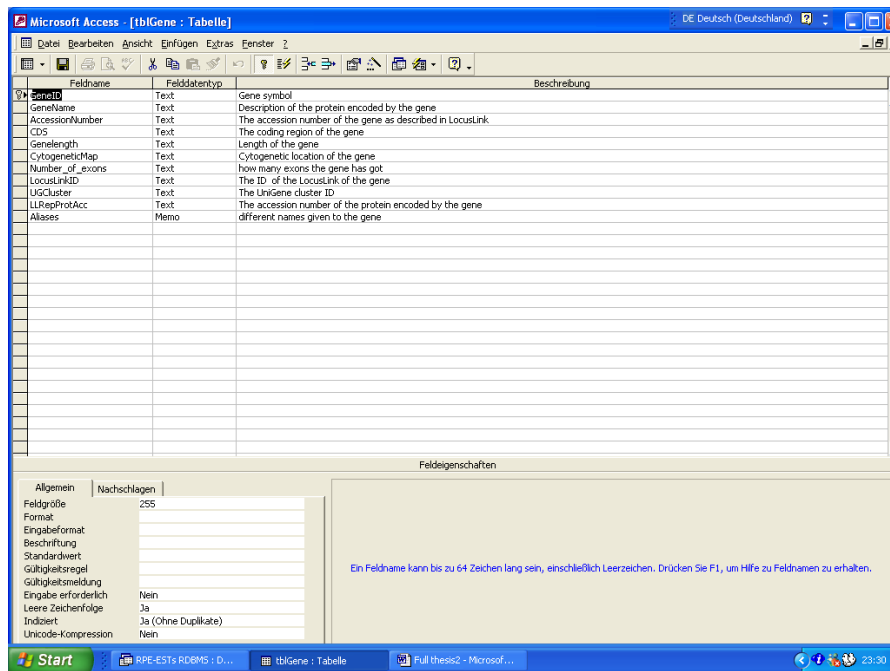 Microsoft Access - [tblGene : Tabelle]
DE Deutsch (Deutschland)
Datei Bearbeiten Ansicht Einfügen Extras Fenster ?
Feldname Felddatentyp Beschreibung
GeneID Text Gene symbol
GeneName Text Description of the protein encoded by the gene
AccessionNumber Text The accession number of the gene as described in LocusLink
CDS Text The coding region of the gene
Genelength Text Length of the gene
CytogeneticMap Text Cytogenetic location of the gene
Number_of_exons Text how many exons the gene has got
LocusLinkID Text The ID of the LocusLink of the gene
UGCluster Text The UniGene cluster ID
LLRepProtAcc Text The accession number of the protein encoded by the gene
Aliases Memo different names given to the gene
Feldeigenschaften
Allgemein Nachschlagen
Feldgröße 255
Format
Eingabeformat
Beschriftung
Standardwert
Gültigkeitsregel
Gültigkeitsmeldung
Eingabe erforderlich Nein
Leere Zeichenfolge Ja
Indiziert Ja (Ohne Duplikate)
Unicode-Kompression Nein
Ein Feldname kann bis zu 64 Zeichen lang sein, einschließlich Leerzeichen. Drücken Sie F1, um Hilfe zu Feldnamen zu erhalten.
Start RPE-ESTs RDBMS : D... tblGene : Tabelle Full thesis2 - Microsof... 23:30